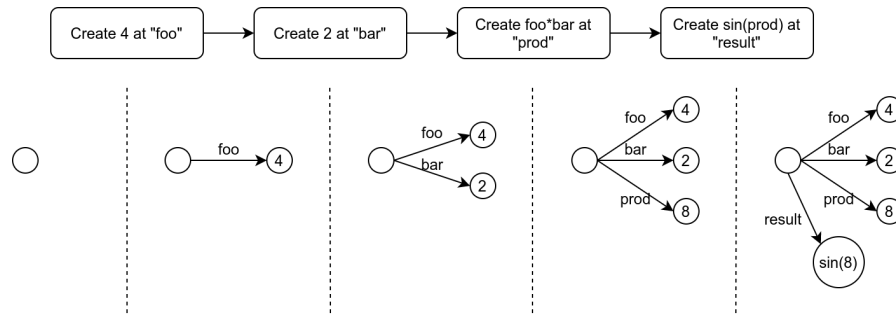 Create 4 at "foo"
Create 2 at "bar"
Create foo*bar at
"prod"
Create sin(prod) at
"result"
foo
4
foo
4
bar
2
foo
4
bar
2
prod
8
foo
4
bar
2
prod
8
result
sin(8)